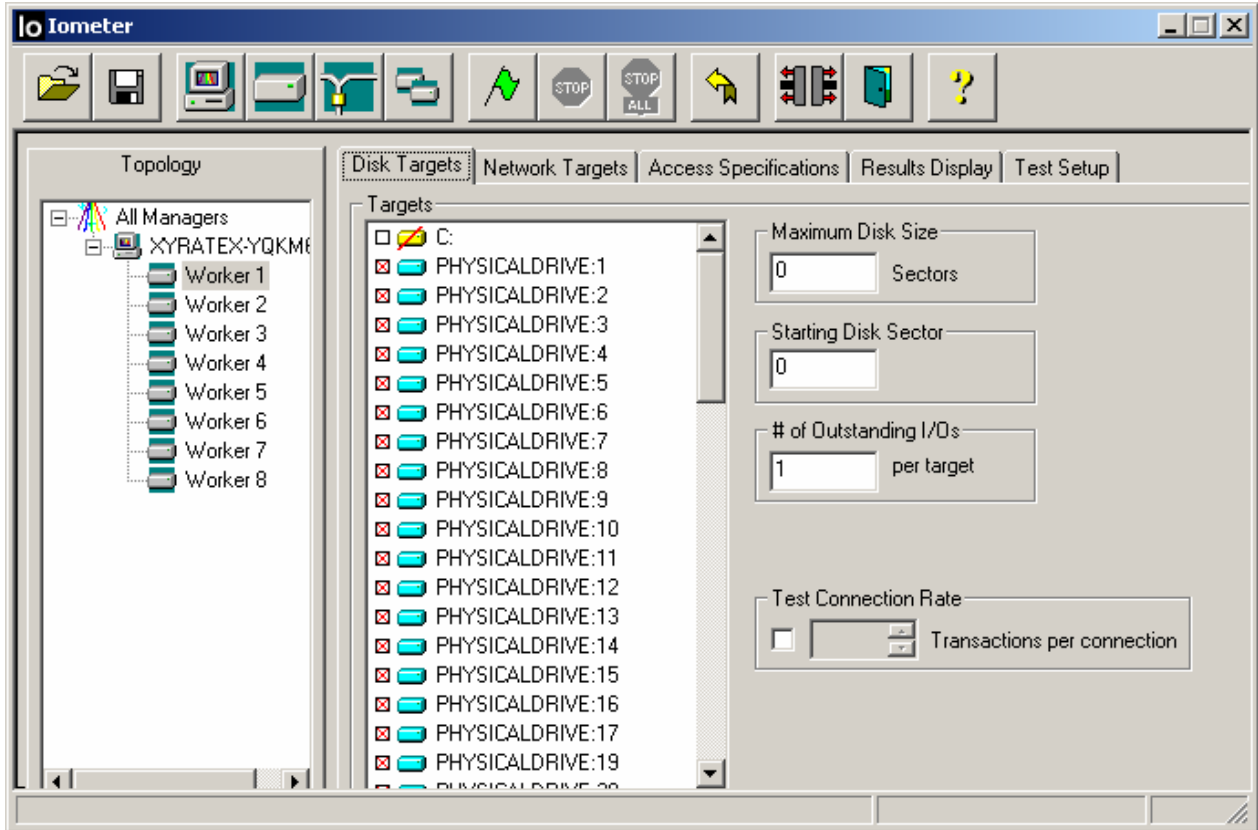 Iometer
STOP
STOP
ALL
?
Topology
All Managers
XYRATEX-YQKM6
Worker 1
Worker 2
Worker 3
Worker 4
Worker 5
Worker 6
Worker 7
Worker 8
Disk Targets Network Targets Access Specifications Results Display Test Setup
Targets
C:
PHYSICALDRIVE:1
PHYSICALDRIVE:2
PHYSICALDRIVE:3
PHYSICALDRIVE:4
PHYSICALDRIVE:5
PHYSICALDRIVE:6
PHYSICALDRIVE:7
PHYSICALDRIVE:8
PHYSICALDRIVE:9
PHYSICALDRIVE:10
PHYSICALDRIVE:11
PHYSICALDRIVE:12
PHYSICALDRIVE:13
PHYSICALDRIVE:14
PHYSICALDRIVE:15
PHYSICALDRIVE:16
PHYSICALDRIVE:17
PHYSICALDRIVE:19
PHYSICALDRIVE:20
Maximum Disk Size
0 Sectors
Starting Disk Sector
0
# of Outstanding I/Os
1 per target
Test Connection Rate
Transactions per connection